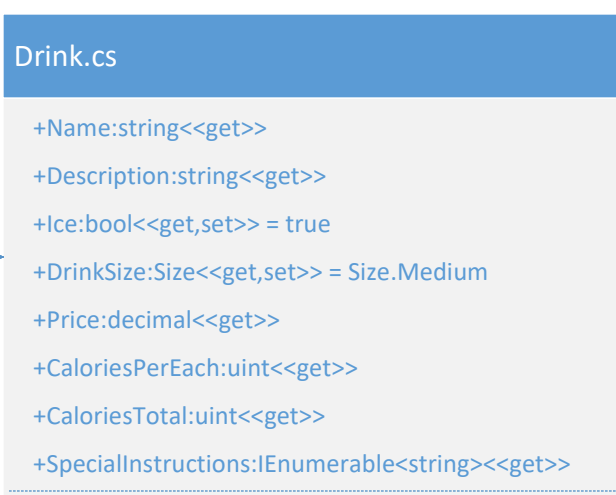 Drink.cs
+Name:string<<get>>
+Description:string<<get>>
+Ice:bool<<get,set>> = true
+DrinkSize:Size<<get,set>> = Size.Medium
+Price:decimal<<get>>
+CaloriesPerEach:uint<<get>>
+CaloriesTotal:uint<<get>>
+SpecialInstructions:IEnumerable<string><<get>>